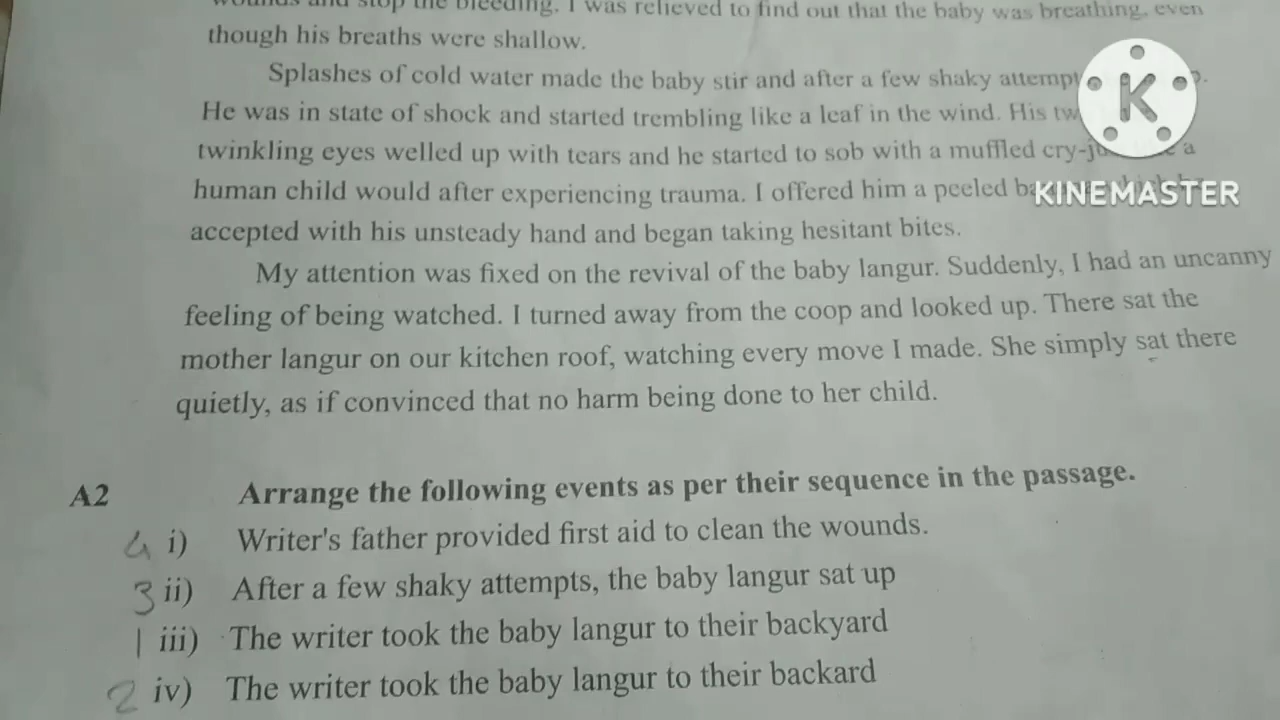 wounds and stop the bleeding. I was relieved to find out that the baby was breathing, even
though his breaths were shallow.
Splashes of cold water made the baby stir and after a few shaky
He was in state of shock and started trembling like a leaf in the wind. His
twinkling eyes welled up with tears and he started to sob with a muffled a
human child would after experiencing trauma. I offered him a peeled
accepted with his unsteady hand and began taking hesitant bites.
My attention was fixed on the revival of the baby langur. Suddenly, I had an uncanny
feeling of being watched. I turned away from the coop and looked up. There sat the
mother langur on our kitchen roof, watching every move I made. She simply sat there
quietly, as if convinced that no harm being done to her child.
A2 Arrange the following events as per their sequence in the passage.
4 i) Writer's father provided first aid to clean the wounds.
3 ii) After a few shaky attempts, the baby langur sat up
1 iii) The writer took the baby langur to their backyard
2 iv) The writer took the baby langur to their backard
K
KINEMASTER